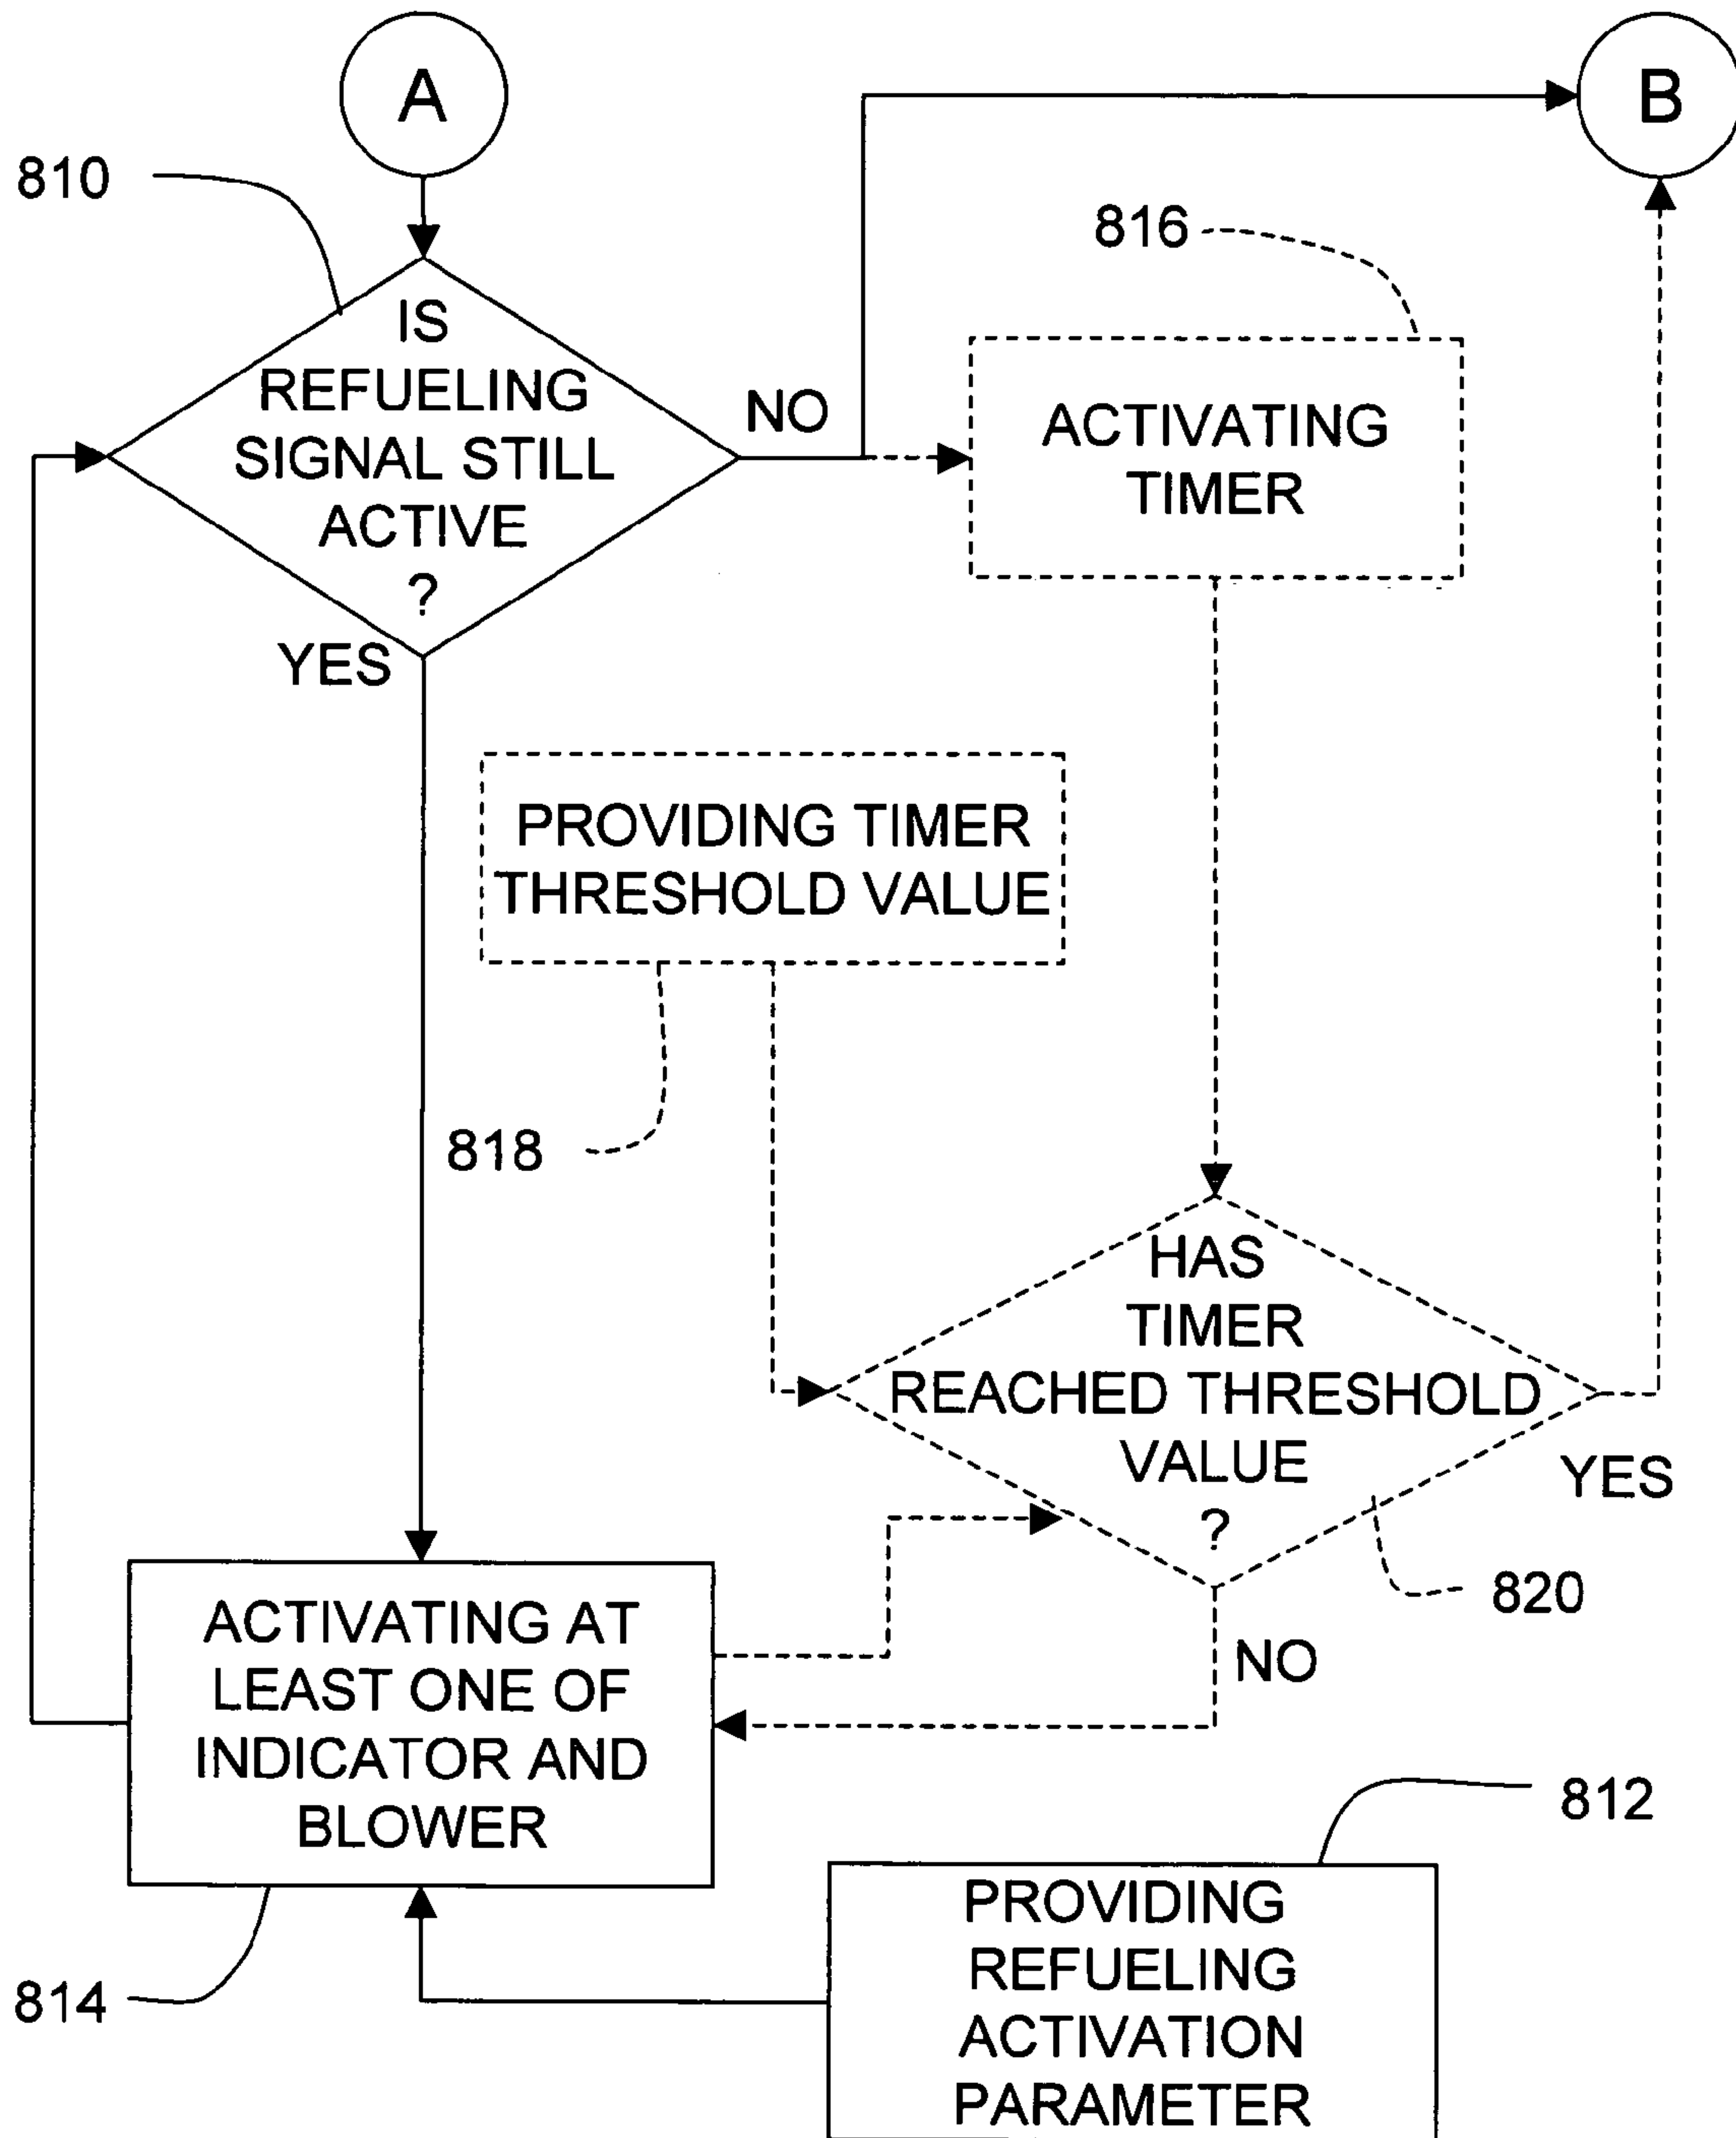 A
B
810
816
IS
REFUELING
SIGNAL STILL
ACTIVE
?
NO
YES
ACTIVATING
TIMER
PROVIDING TIMER
THRESHOLD VALUE
818
HAS
TIMER
REACHED THRESHOLD
VALUE
?
YES
820
NO
ACTIVATING AT
LEAST ONE OF
INDICATOR AND
BLOWER
812
814
PROVIDING
REFUELING
ACTIVATION
PARAMETER